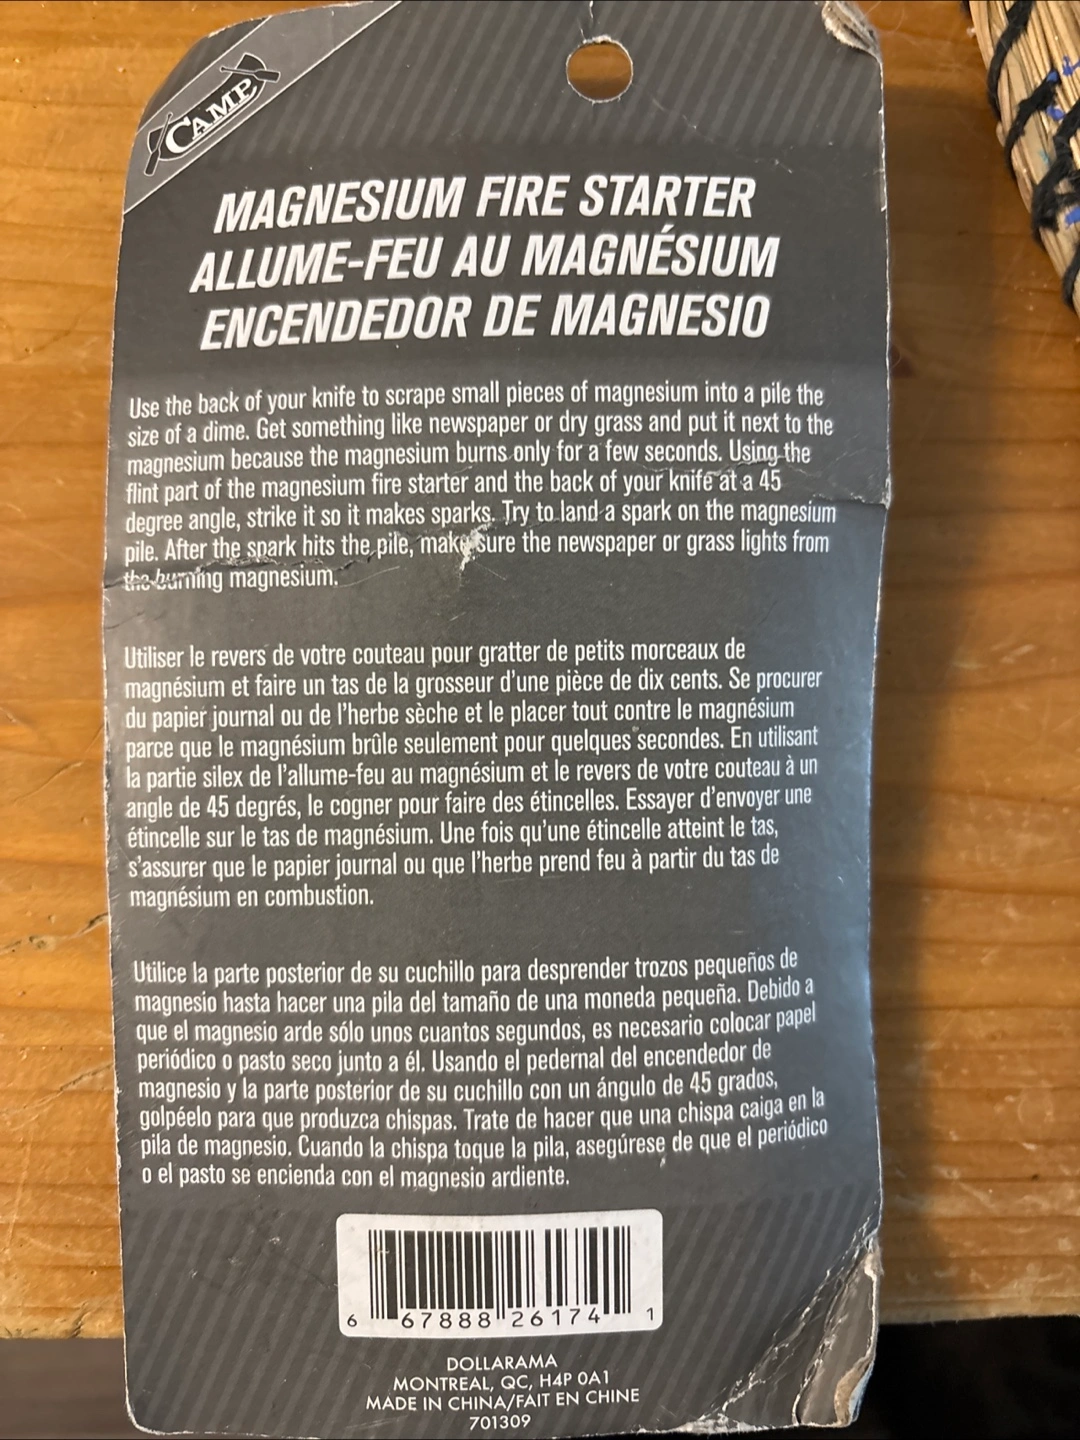 CAMP
MAGNESIUM FIRE STARTER
ALLUME-FEU AU MAGNÉSIUM
ENCENDEDOR DE MAGNESIO
Use the back of your knife to scrape small pieces of magnesium into a pile the
size of a dime. Get something like newspaper or dry grass and put it next to the
magnesium because the magnesium burns only for a few seconds. Using the
flint part of the magnesium fire starter and the back of your knife at a 45
degree angle, strike it so it makes sparks. Try to land a spark on the magnesium
pile. After the spark hits the pile, make sure the newspaper or grass lights from
the burning magnesium.
Utiliser le revers de votre couteau pour gratter de petits morceaux de
magnésium et faire un tas de la grosseur d'une pièce de dix cents. Se procurer
du papier journal ou de l'herbe sèche et le placer tout contre le magnésium
parce que le magnésium brûle seulement pour quelques secondes. En utilisant
la partie silex de l'allume-feu au magnésium et le revers de votre couteau à un
angle de 45 degrés, le cogner pour faire des étincelles. Essayer d'envoyer une
étincelle sur le tas de magnésium. Une fois qu'une étincelle atteint le tas,
s'assurer que le papier journal ou que l'herbe prend feu à partir du tas de
magnésium en combustion.
Utilice la parte posterior de su cuchillo para desprender trozos pequeños de
magnesio hasta hacer una pila del tamaño de una moneda pequeña. Debido a
que el magnesio arde sólo unos cuantos segundos, es necesario colocar papel
periódico o pasto seco junto a él. Usando el pedernal del encendedor de
magnesio y la parte posterior de su cuchillo con un ángulo de 45 grados,
golpéelo para que produzca chispas. Trate de hacer que una chispa caiga en la
pila de magnesio. Cuando la chispa toque la pila, asegúrese de que el periódico
o el pasto se encienda con el magnesio ardiente.
6 67888 26174 1
DOLLARAMA
MONTREAL, QC, H4P 0A1
MADE IN CHINA/FAIT EN CHINE
701309